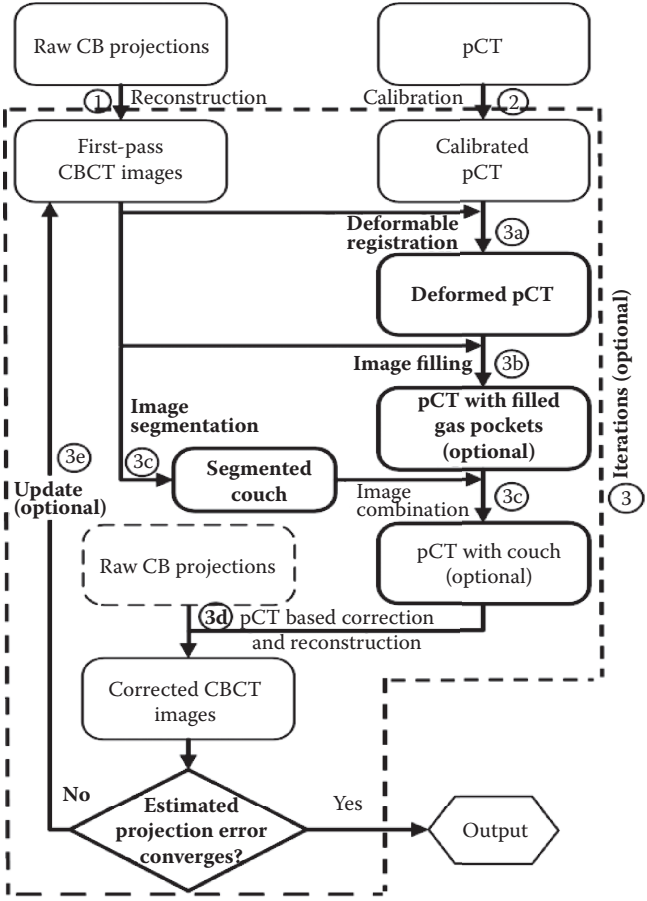 Raw CB projections
pCT
1
Reconstruction
Calibration
2
First-pass
CBCT images
Calibrated
pCT
Deformable
registration
3a
Deformed pCT
Image filling
3b
pCT with filled
gas pockets
(optional)
Image
segmentation
3c
Segmented
couch
Image
combination
3c
3e
Update
(optional)
Iterations (optional)
3
Raw CB projections
pCT with couch
(optional)
3d pCT based correction
and reconstruction
Corrected CBCT
images
No
Estimated
projection error
converges?
Yes
Output